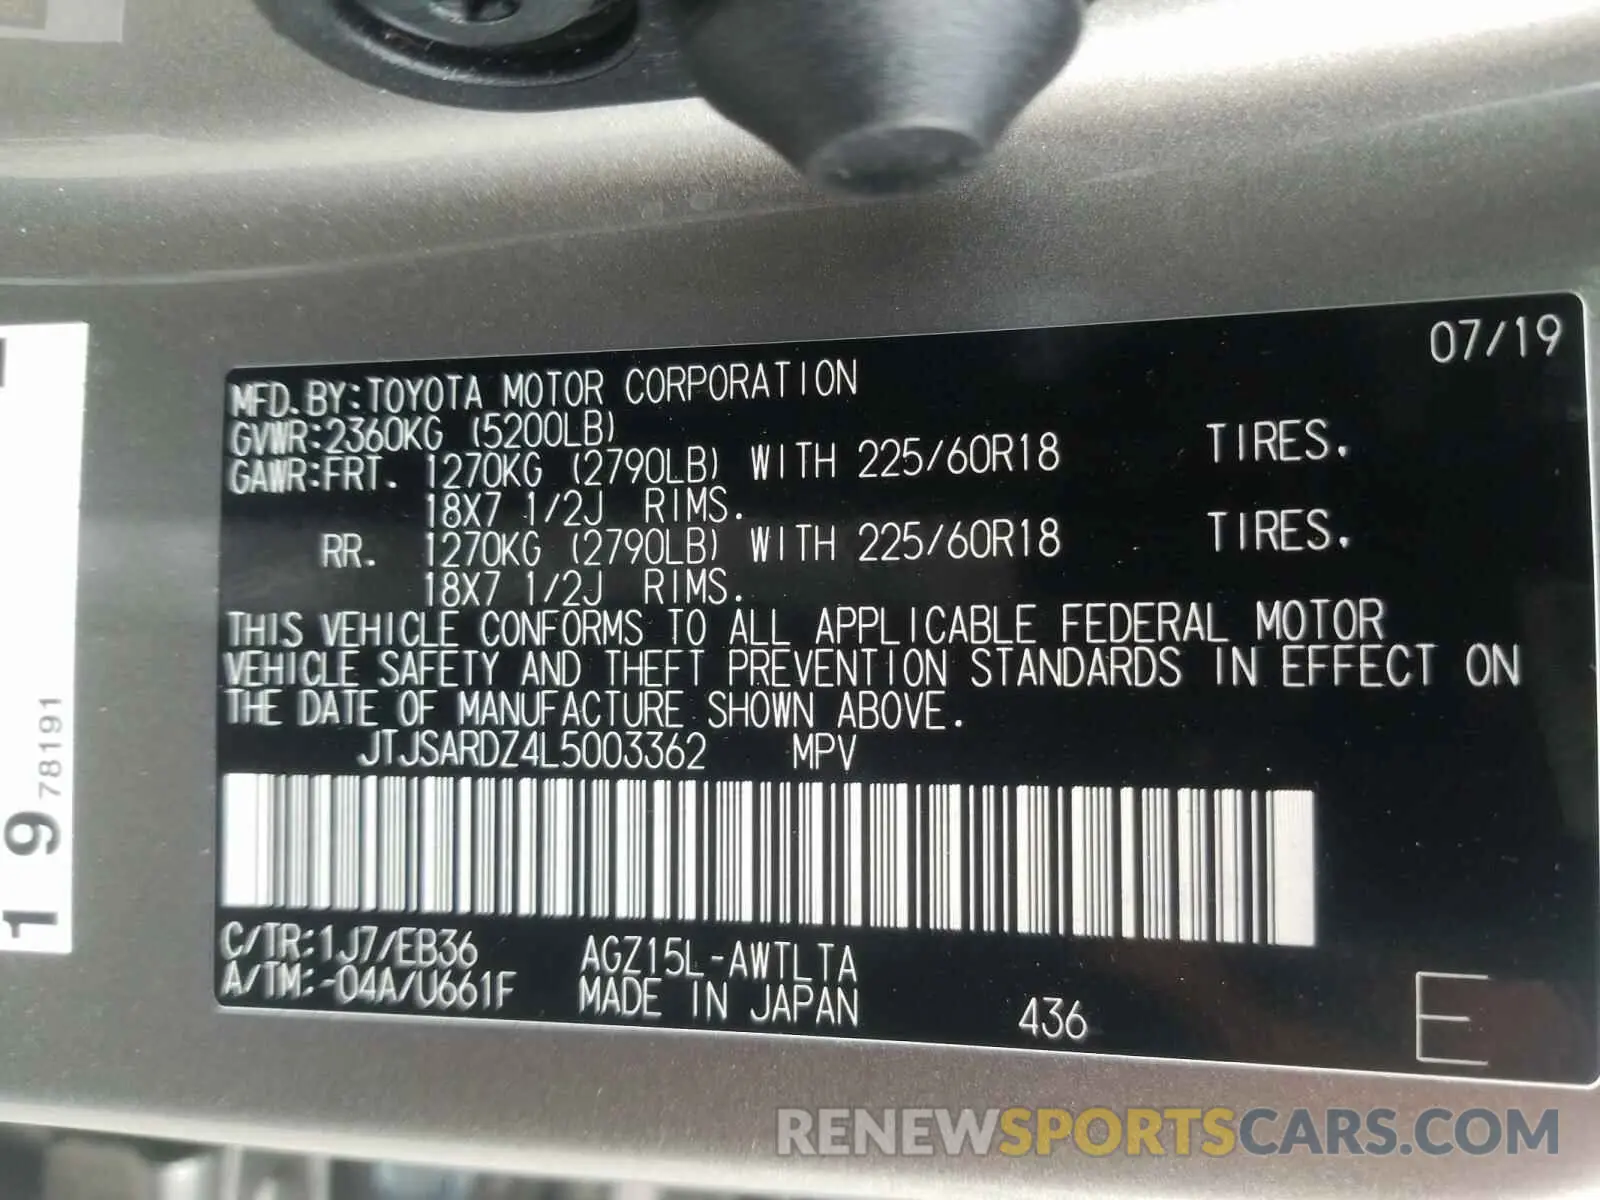 07/19
MFD. BY:TOYOTA MOTOR CORPORATION
GVWR:2360KG (5200LB)
GAWR:FRT. 1270KG (2790LB) WITH 225/60R18 TIRES.
18X7 1/2J RIMS.
RR. 1270KG (2790LB) WITH 225/60R18 TIRES.
18X7 1/2J RIMS.
THIS VEHICLE CONFORMS TO ALL APPLICABLE FEDERAL MOTOR
VEHICLE SAFETY AND THEFT PREVENTION STANDARDS IN EFFECT ON
THE DATE OF MANUFACTURE SHOWN ABOVE.
JTJSARDZ4L5003362 MPV
C/TR:1J7/EB36 AGZ15L-AWTLTA
A/TM:-04A/U661F MADE IN JAPAN 436
E
19
78191
RENEWSPORTSCARS.COM